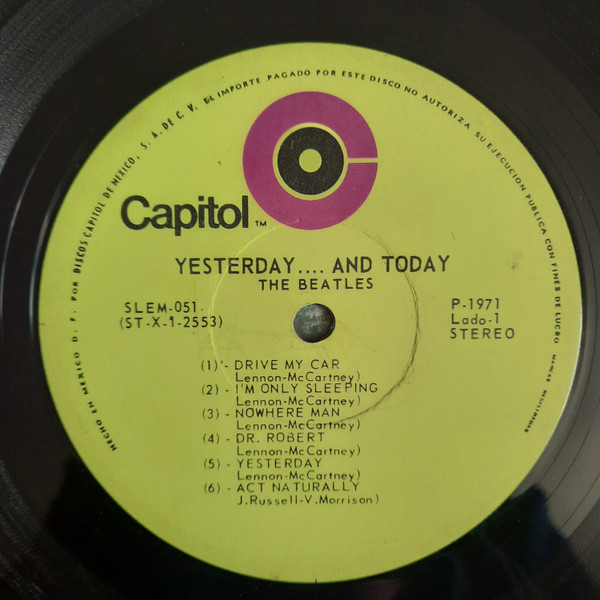 HECHO EN MEXICO D. F. POR DISCOS CAPITOL DE MEXICO, S. A. DE C. V. EL IMPORTE PAGADO POR ESTE DISCO NO AUTORIZA SU EJECUCION PUBLICA CON FINES DE LUCRO MARCAS REGISTRADAS
Capitol TM
YESTERDAY.... AND TODAY
THE BEATLES
SLEM-051.
(ST-X-1-2553)
P-1971
Lado-1
STEREO
(1) - DRIVE MY CAR
Lennon-McCartney)
(2) - I'M ONLY SLEEPING
Lennon-McCartney)
(3) - NOWHERE MAN
Lennon-McCartney)
(4) - DR. ROBERT
Lennon-McCartney)
(5) - YESTERDAY
Lennon-McCartney)
(6) - ACT NATURALLY
J.Russell-V.Morrison)